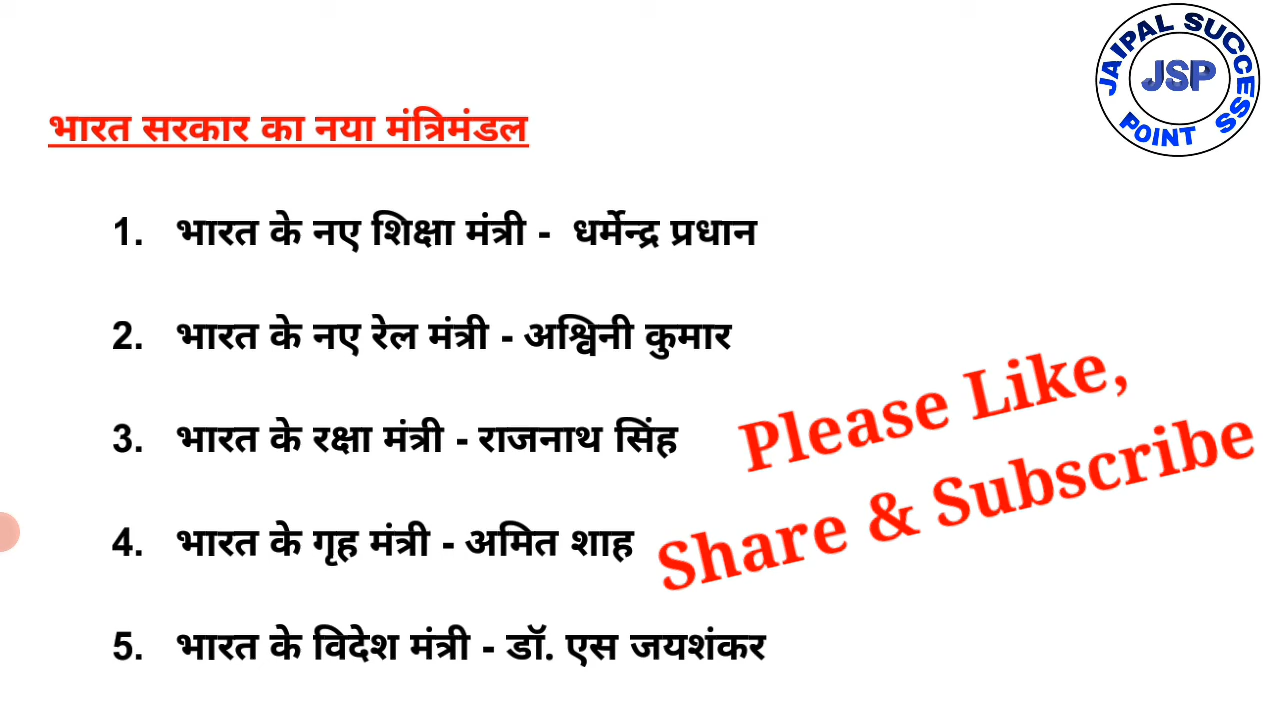 JAIPAL SUCCESS POINT
JSP
भारत सरकार का नया मंत्रिमंडल
1. भारत के नए शिक्षा मंत्री - धर्मेन्द्र प्रधान
2. भारत के नए रेल मंत्री - अश्विनी कुमार
3. भारत के रक्षा मंत्री - राजनाथ सिंह
4. भारत के गृह मंत्री - अमित शाह
5. भारत के विदेश मंत्री - डॉ. एस जयशंकर
Please Like,
Share & Subscribe